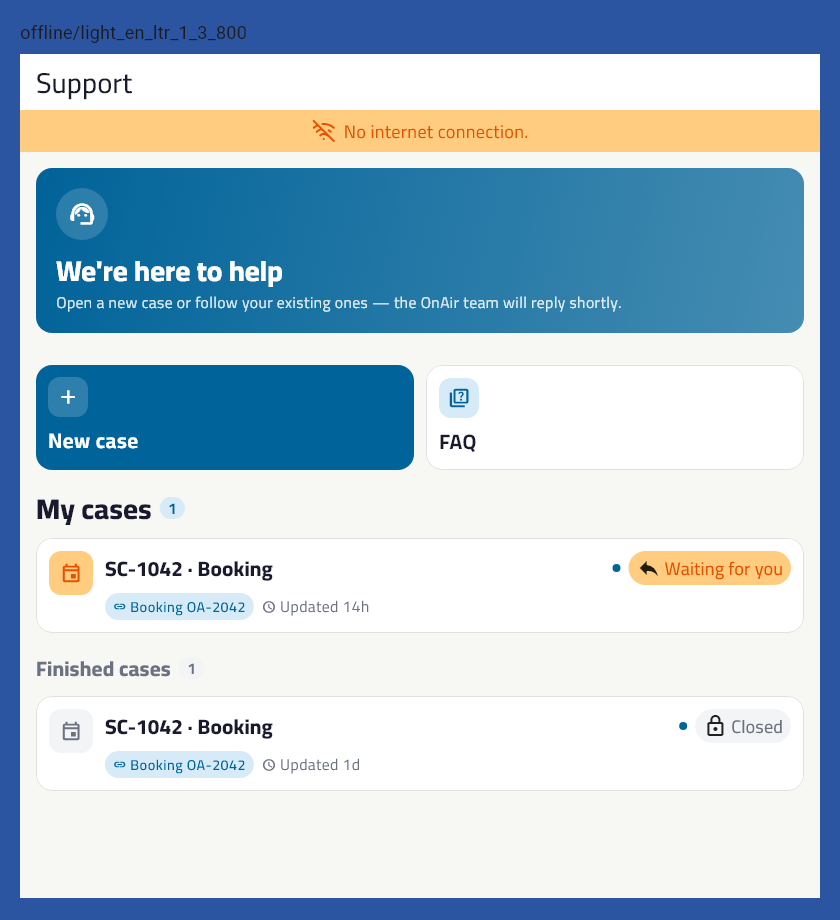 offline/light_en_ltr_1_3_800
Support
No internet connection.
We're here to help
Open a new case or follow your existing ones — the OnAir team will reply shortly.
New case
FAQ
My cases 1
SC-1042 · Booking
Waiting for you
Booking OA-2042
Updated 14h
Finished cases 1
SC-1042 · Booking
Closed
Booking OA-2042
Updated 1d